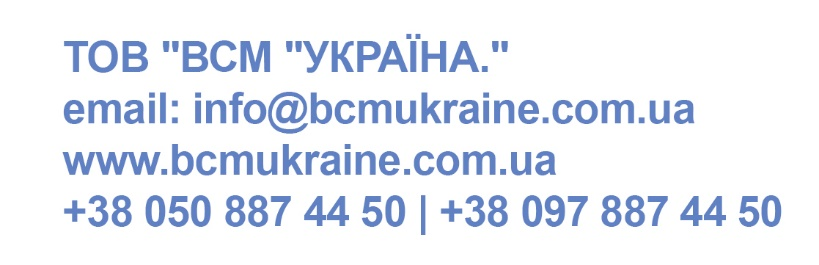 ТОВ "ВСМ "УКРАЇНА."
email: info@bcmukraine.com.ua
www.bcmukraine.com.ua
+38 050 887 44 50 | +38 097 887 44 50